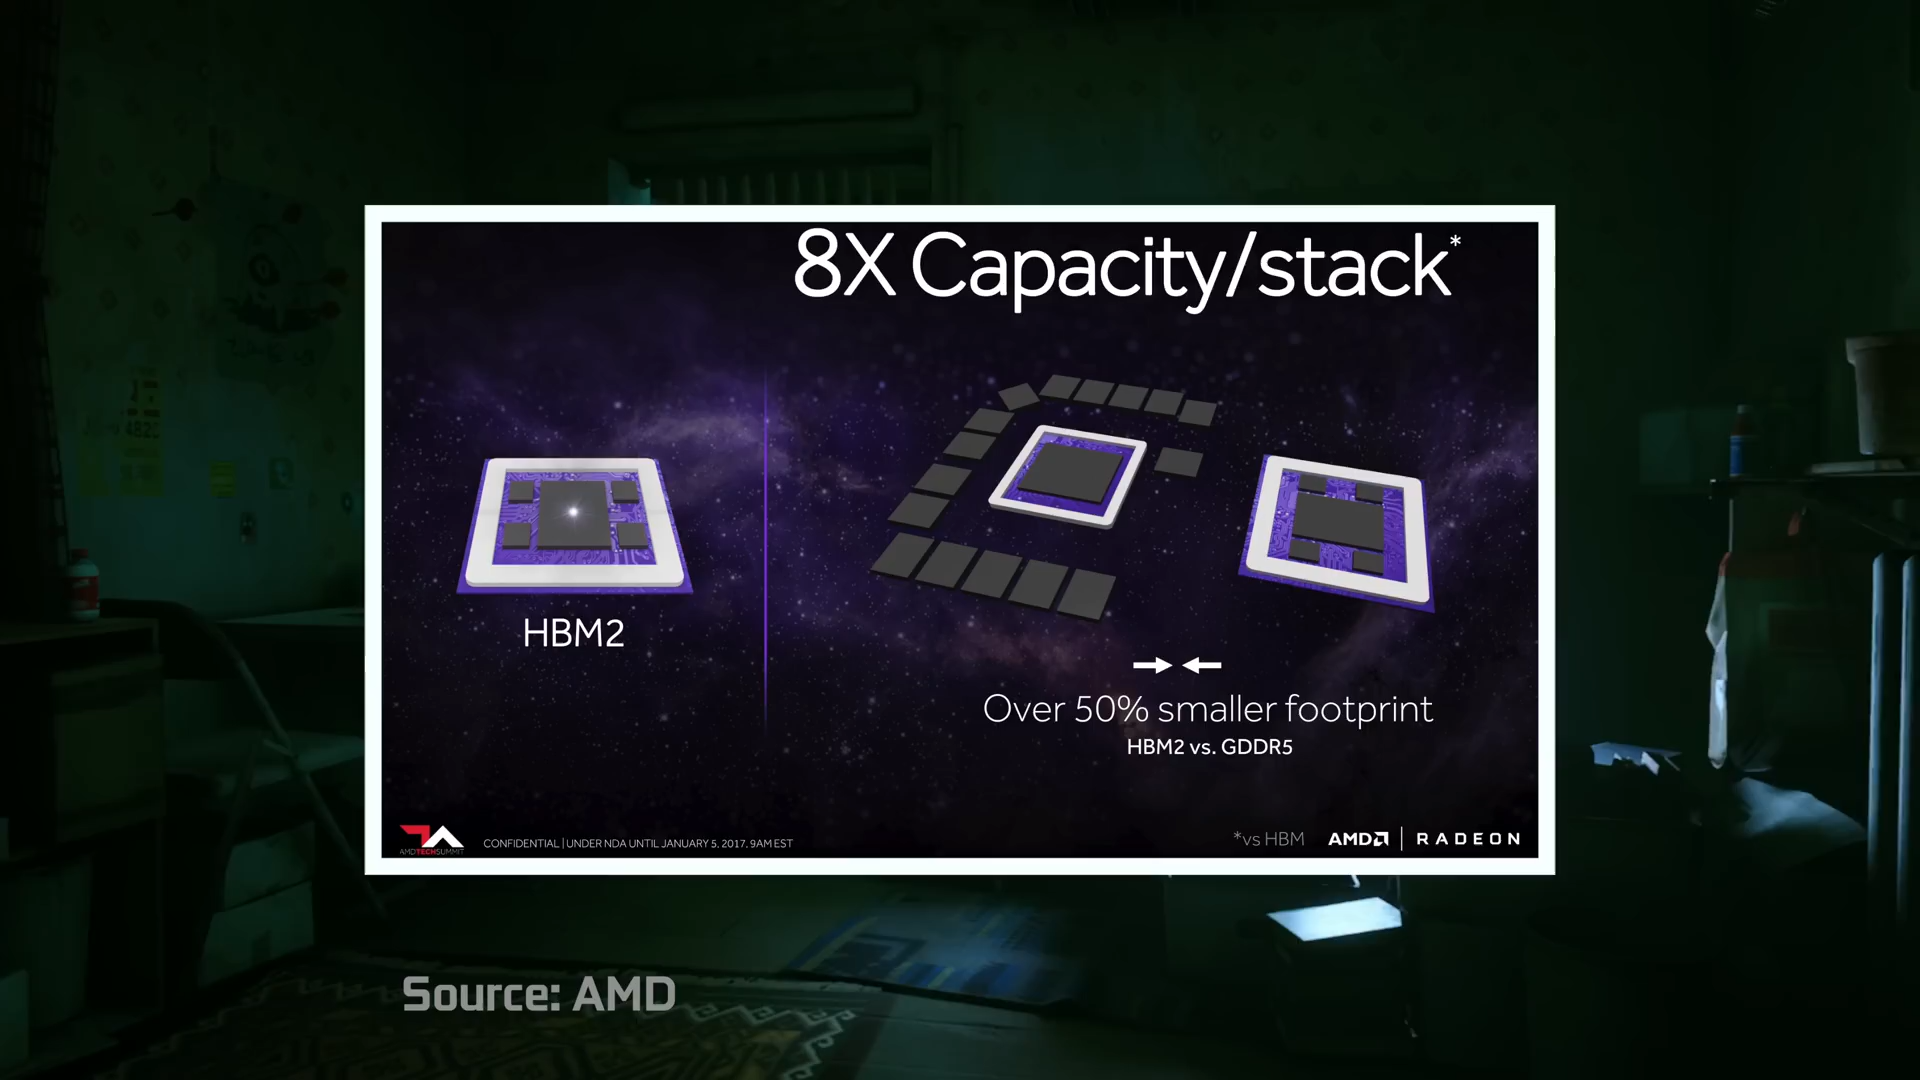 8X Capacity/stack*
HBM2
Over 50% smaller footprint
HBM2 vs. GDDR5
AMDTECHSUMMIT
CONFIDENTIAL | UNDER NDA UNTIL JANUARY 5, 2017, 9AM EST
*vs HBM
AMD
RADEON
Source: AMD